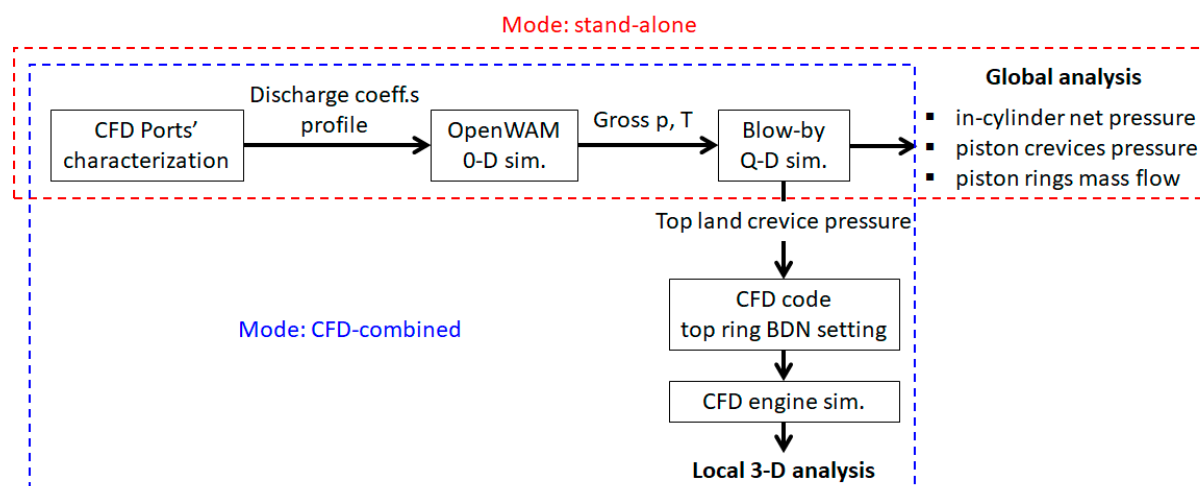 Mode: stand-alone
Discharge coeff.s
profile
CFD Ports'
characterization
OpenWAM
0-D sim.
Gross p, T
Blow-by
Q-D sim.
Global analysis
▪ in-cylinder net pressure
▪ piston crevices pressure
▪ piston rings mass flow
Top land crevice pressure
CFD code
top ring BDN setting
Mode: CFD-combined
CFD engine sim.
Local 3-D analysis